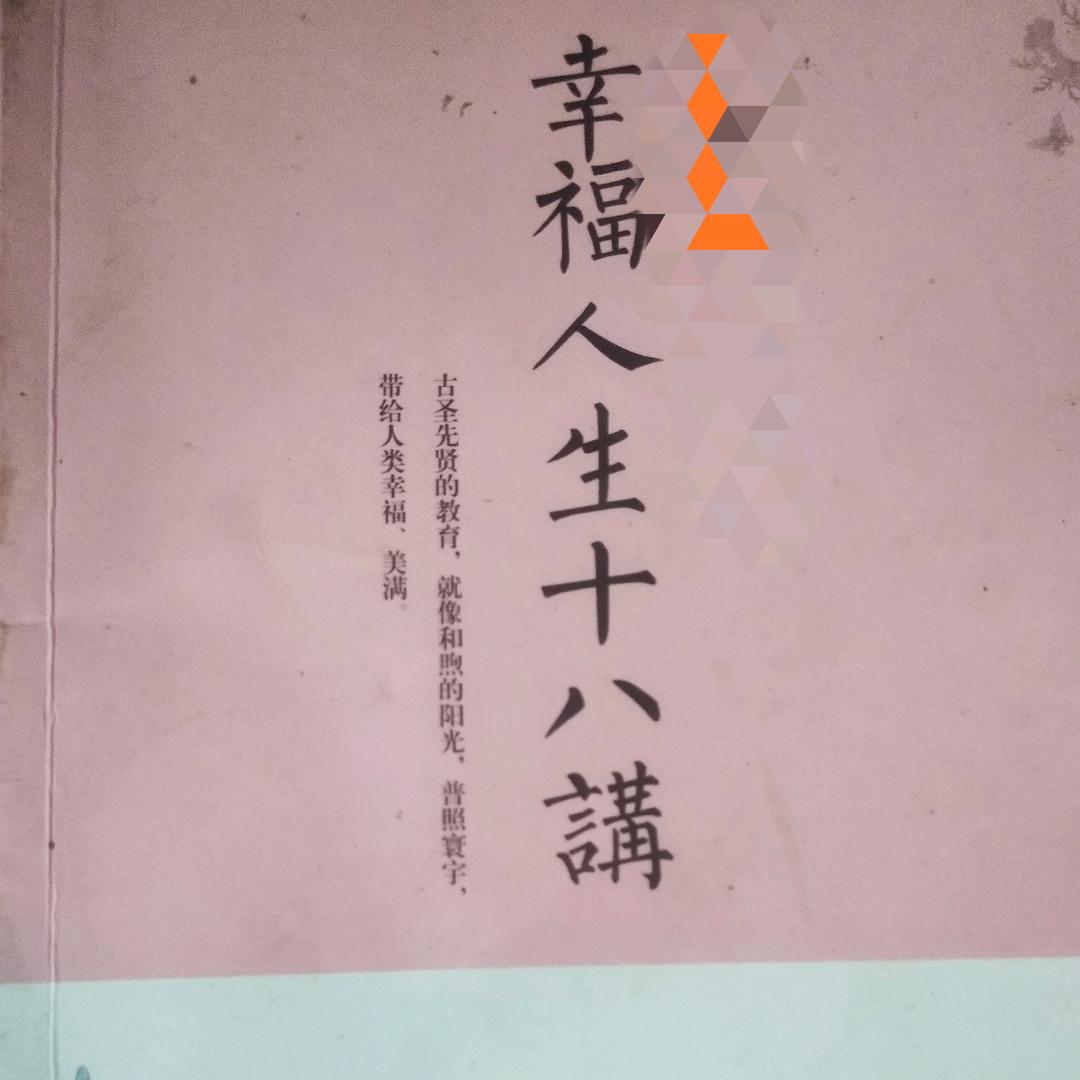 幸福人生十八講
古圣先贤的教育，就像和煦的阳光，普照寰宇，
带给人类幸福、美满。